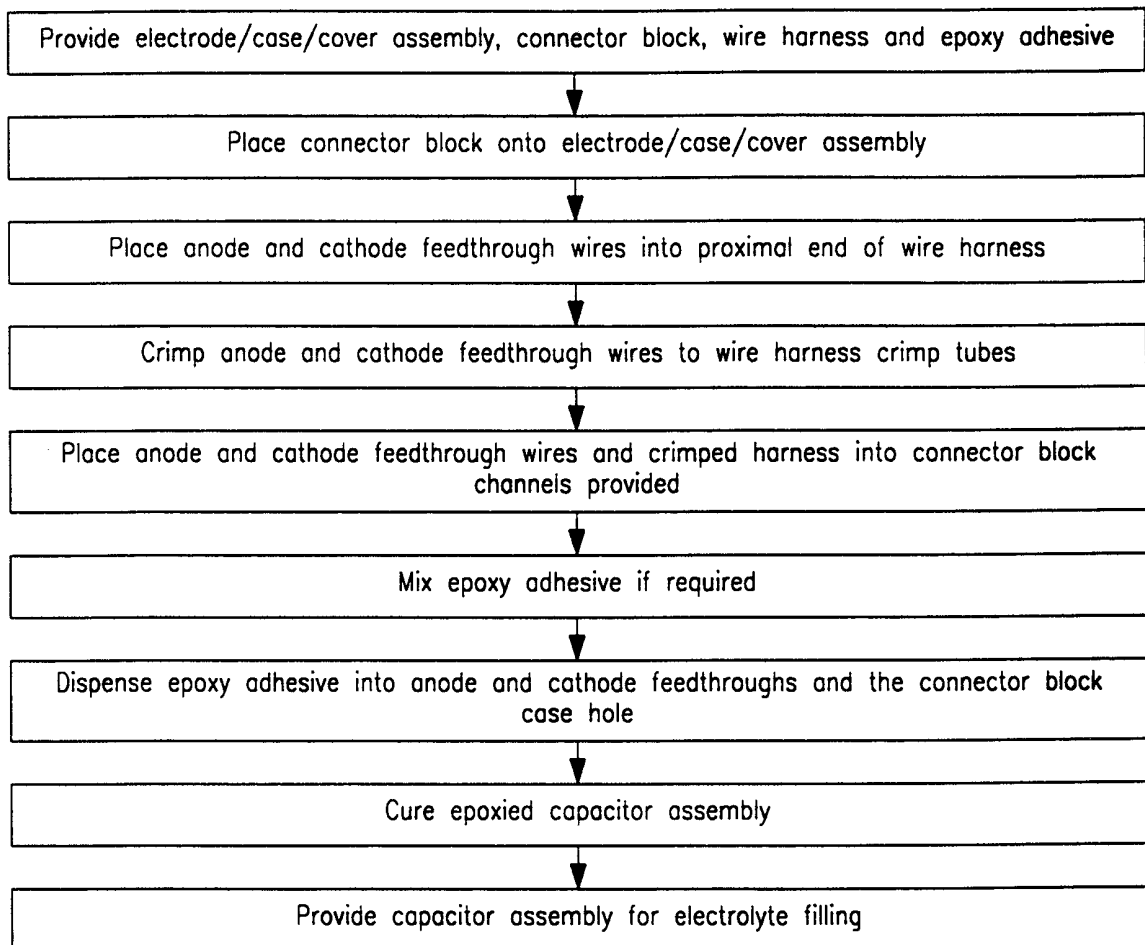 Provide electrode/case/cover assembly, connector block, wire harness and epoxy adhesive
Place connector block onto electrode/case/cover assembly
Place anode and cathode feedthrough wires into proximal end of wire harness
Crimp anode and cathode feedthrough wires to wire harness crimp tubes
Place anode and cathode feedthrough wires and crimped harness into connector block
channels provided
Mix epoxy adhesive if required
Dispense epoxy adhesive into anode and cathode feedthroughs and the connector block
case hole
Cure epoxied capacitor assembly
Provide capacitor assembly for electrolyte filling